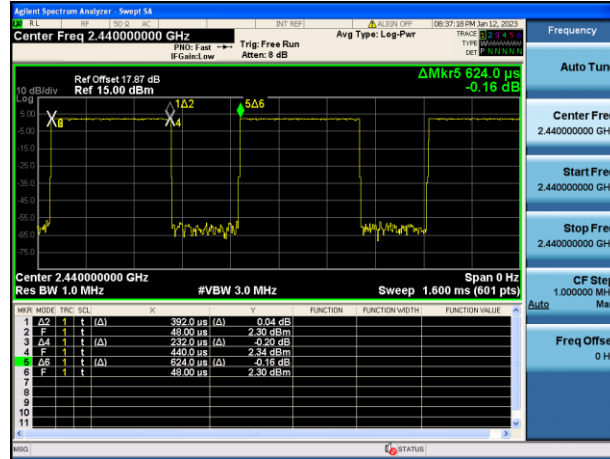 Agilent Spectrum Analyzer - Swept SA
RL RF 50 Ω AC INT REF ALIGN OFF 08:37:18 PM Jan 12, 2023
Center Freq 2.440000000 GHz
PNO: Fast
IFGain:Low
Trig: Free Run
Atten: 8 dB
Avg Type: Log-Pwr
TRACE 1 2 3 4 5 6
TYPE
DET P N N N N N
Ref Offset 17.87 dB
Ref 15.00 dBm
10 dB/div
Log
ΔMkr5 624.0 µs
-0.16 dB
1Δ2
5Δ6
4
5.00
-5.00
-15.0
-25.0
-35.0
-45.0
-55.0
-65.0
-75.0
Center 2.440000000 GHz
Span 0 Hz
Res BW 1.0 MHz
#VBW 3.0 MHz
Sweep 1.600 ms (601 pts)
MKR MODE TRC SCL X Y FUNCTION FUNCTION WIDTH FUNCTION VALUE
1 Δ2 1 t (Δ) 392.0 µs (Δ) 0.04 dB
2 F 1 t 48.00 µs 2.30 dBm
3 Δ4 1 t (Δ) 232.0 µs (Δ) -0.20 dB
4 F 1 t 440.0 µs 2.34 dBm
5 Δ6 1 t (Δ) 624.0 µs (Δ) -0.16 dB
6 F 1 t 48.00 µs 2.30 dBm
7
8
9
10
11
MSG
STATUS
Frequency
Auto Tun
Center Fre
2.440000000 GH
Start Fre
2.440000000 GH
Stop Fre
2.440000000 GH
CF Step
1.000000 MH
Auto Ma
Freq Offse
0 H